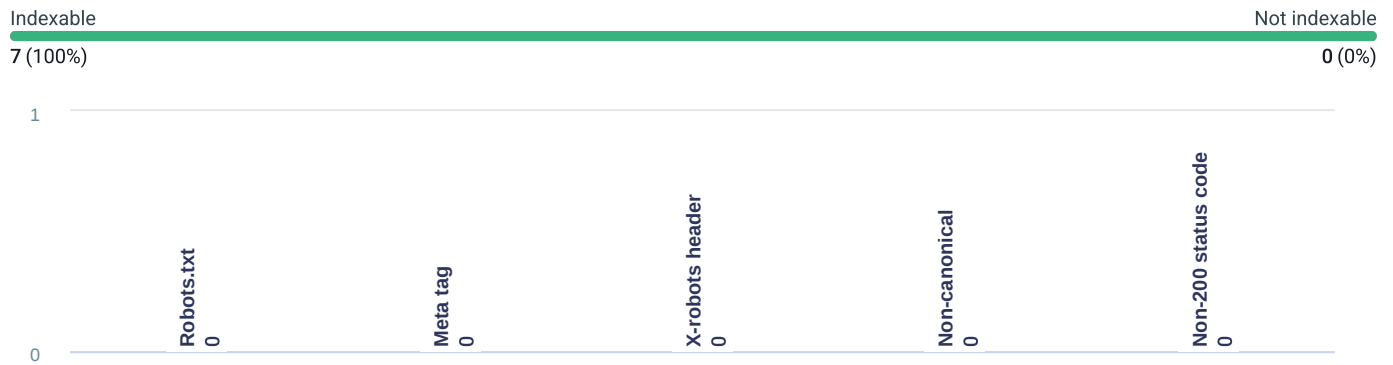 Indexable
Not indexable
7 (100%)
0 (0%)
1
0
Robots.txt
0
Meta tag
0
X-robots header
0
Non-canonical
0
Non-200 status code
0